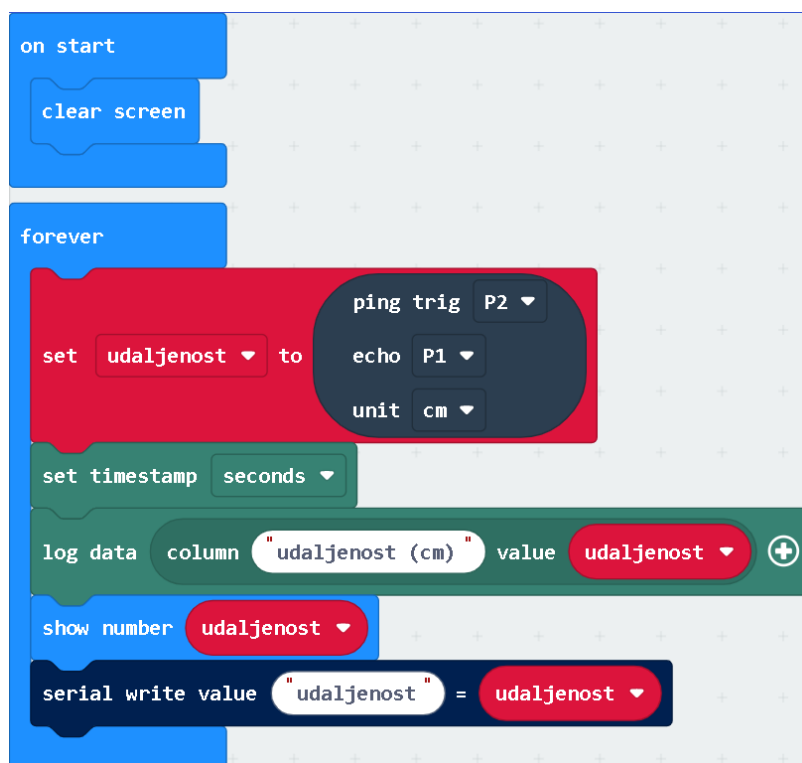 on start
clear screen
forever
set udaljenost to ping trig P2
echo P1
unit cm
set timestamp seconds
log data column "udaljenost (cm)" value udaljenost
show number udaljenost
serial write value "udaljenost" = udaljenost